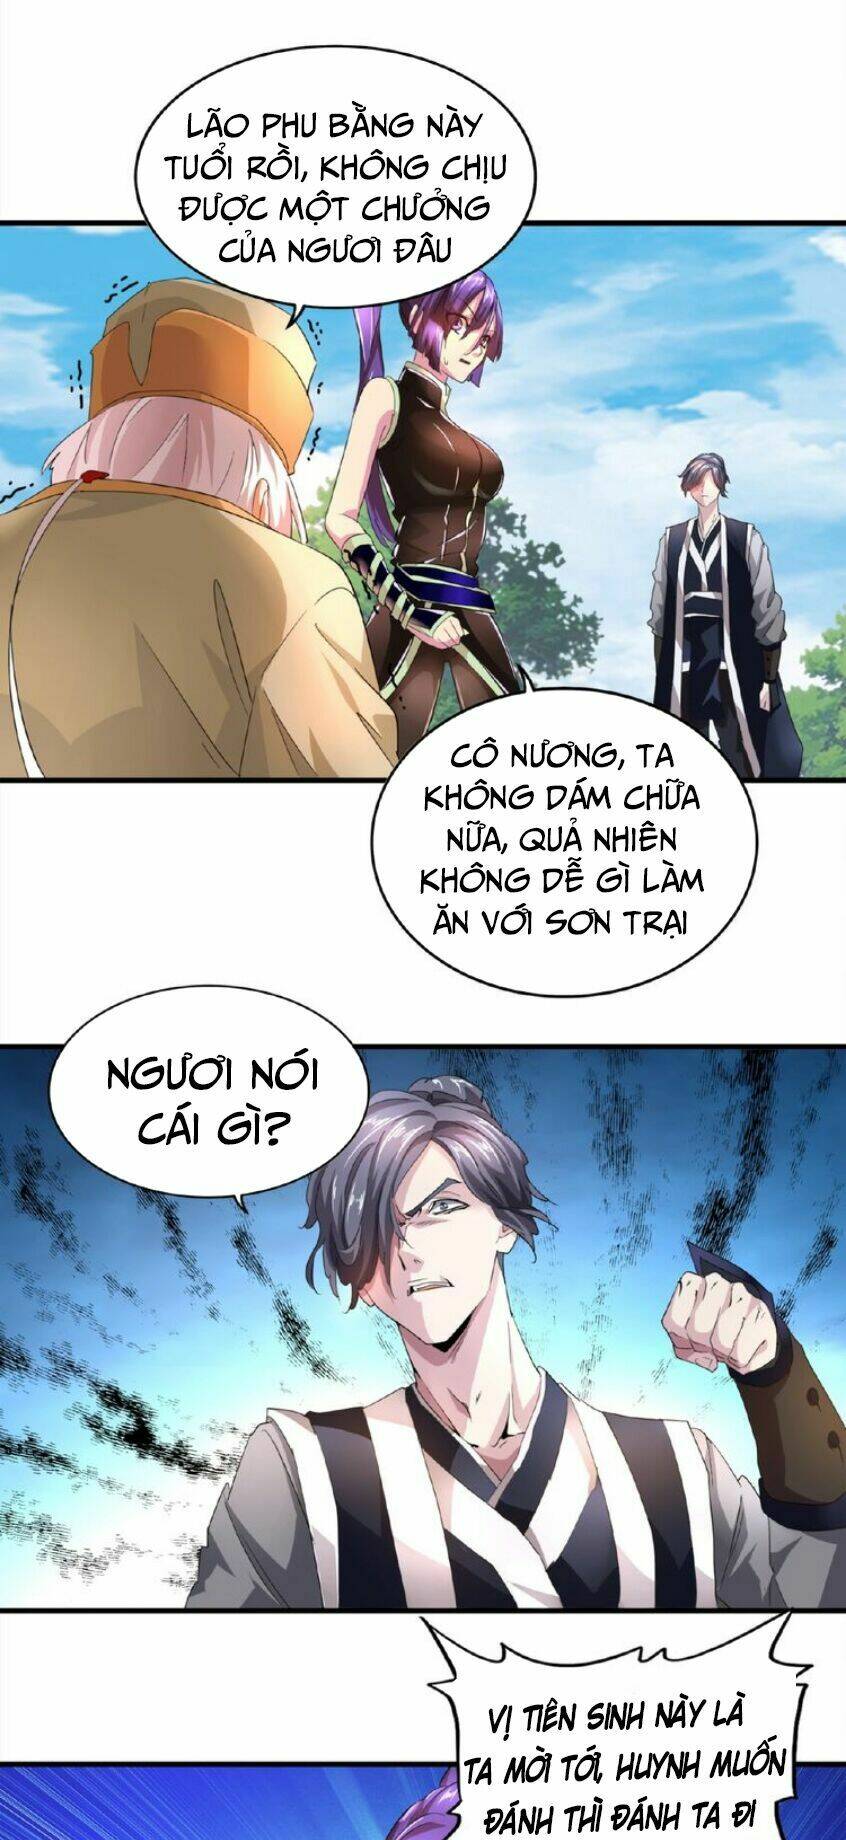 LÃO PHU BẰNG NÀY
TUỔI RỒI, KHÔNG CHỊU
ĐƯỢC MỘT CHƯỞNG
CỦA NGƯƠI ĐÂU
CÔ NƯƠNG, TA
KHÔNG DÁM CHỮA
NỮA, QUẢ NHIÊN
KHÔNG DỄ GÌ LÀM
ĂN VỚI SƠN TRẠI
NGƯƠI NÓI
CÁI GÌ?
VỊ TIÊN SINH NÀY LÀ
TA MỜI TỚI, HUYNH MUỐN
ĐÁNH THÌ ĐÁNH TA ĐI